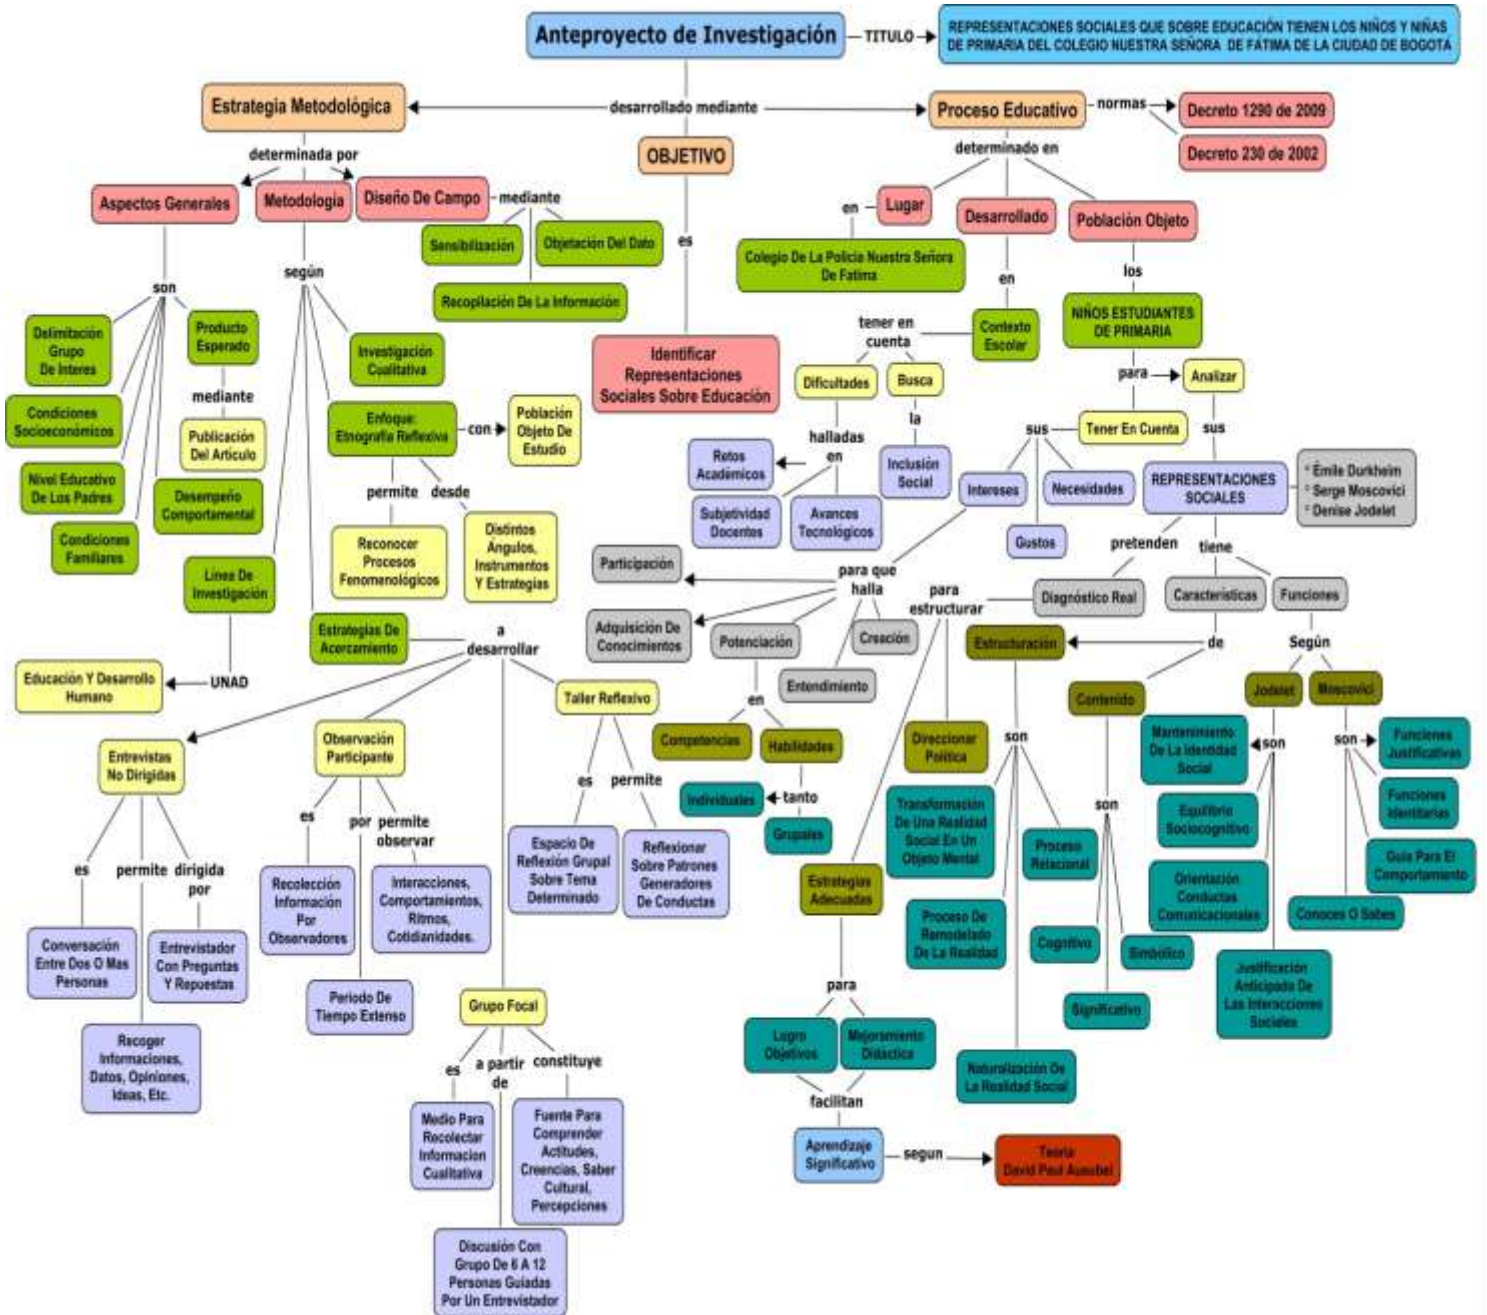 Anteproyecto de Investigación
TITULO
REPRESENTACIONES SOCIALES QUE SOBRE EDUCACIÓN TIENEN LOS NIÑOS Y NIÑAS
DE PRIMARIA DEL COLEGIO NUESTRA SEÑORA DE FÁTIMA DE LA CIUDAD DE BOGOTÁ
Estrategia Metodológica
desarrollado mediante
Proceso Educativo
normas
Decreto 1290 de 2009
Decreto 230 de 2002
OBJETIVO
es
Identificar
Representaciones
Sociales Sobre Educación
determinada por
Aspectos Generales
Metodología
Diseño De Campo
mediante
Sensibilización
Objetación Del Dato
Recopilación De La Información
son
Delimitación
Grupo
De Interes
Condiciones
Socioeconómicos
Nivel Educativo
De Los Padres
Condiciones
Familiares
Desempeño
Comportamental
Producto
Esperado
mediante
Publicación
Del Artículo
según
Investigación
Cualitativa
Enfoque:
Etnografía Reflexiva
con
Población
Objeto De
Estudio
permite
desde
Reconocer
Procesos
Fenomenológicos
Distintos
Ángulos,
Instrumentos
Y Estrategias
Línea De
Investigación
UNAD
Educación Y Desarrollo
Humano
Estrategias De
Acercamiento
a
desarrollar
Entrevistas
No Dirigidas
es
permite
dirigida
por
Conversación
Entre Dos O Mas
Personas
Entrevistador
Con Preguntas
Y Repuestas
Recoger
Informaciones,
Datos, Opiniones,
Ideas, Etc.
Observación
Participante
es
por
permite
observar
Recolección
Información
Por
Observadores
Interacciones,
Comportamientos,
Ritmos,
Cotidianidades.
Periodo De
Tiempo Extenso
Taller Reflexivo
es
permite
Espacio De
Reflexión Grupal
Sobre Tema
Determinado
Reflexionar
Sobre Patrones
Generadores
De Conductas
Grupo Focal
es
a partir
de
constituye
Medio Para
Recolectar
Informacion
Cualitativa
Fuente Para
Comprender
Actitudes,
Creencias, Saber
Cultural,
Percepciones
Discusión Con
Grupo De 6 A 12
Personas Guiadas
Por Un Entrevistador
determinado en
Lugar
en
Colegio De La Policia Nuestra Señora
De Fatima
Desarrollado
en
Contexto
Escolar
tener en
cuenta
Dificultades
Busca
halladas
en
la
Retos
Académicos
Subjetividad
Docentes
Avances
Tecnológicos
Inclusión
Social
Población Objeto
los
NIÑOS ESTUDIANTES
DE PRIMARIA
para
Analizar
Tener En Cuenta
sus
sus
Intereses
Necesidades
Gustos
REPRESENTACIONES
SOCIALES
° Émile Durkheim
° Serge Moscovici
° Denise Jodelet
para que
halla
Participación
Adquisición De
Conocimientos
Potenciación
Entendimiento
Creación
en
Competencias
Habilidades
tanto
Individuales
Grupales
pretenden
tiene
Diagnóstico Real
Características
Funciones
para
estructurar
Direccionar
Política
Estrategias
Adecuadas
para
Logro
Objetivos
Mejoramiento
Didáctica
facilitan
Aprendizaje
Significativo
segun
Teoría
David Paul Ausubel
de
Estructuración
Contenido
son
Transformación
De Una Realidad
Social En Un
Objeto Mental
Proceso
Relacional
Proceso De
Remodelado
De La Realidad
Naturalización De
La Realidad Social
son
Cognitivo
Simbólico
Significativo
Según
Jodelet
Moscovici
son
Mantenimiento
De La Identidad
Social
Equilibrio
Sociocognitivo
Orientación
Conductas
Comunicacionales
Justificación
Anticipada De
Las Interacciones
Sociales
son
Funciones
Justificativas
Funciones
Identitarias
Guía Para El
Comportamiento
Conoces O Sabes